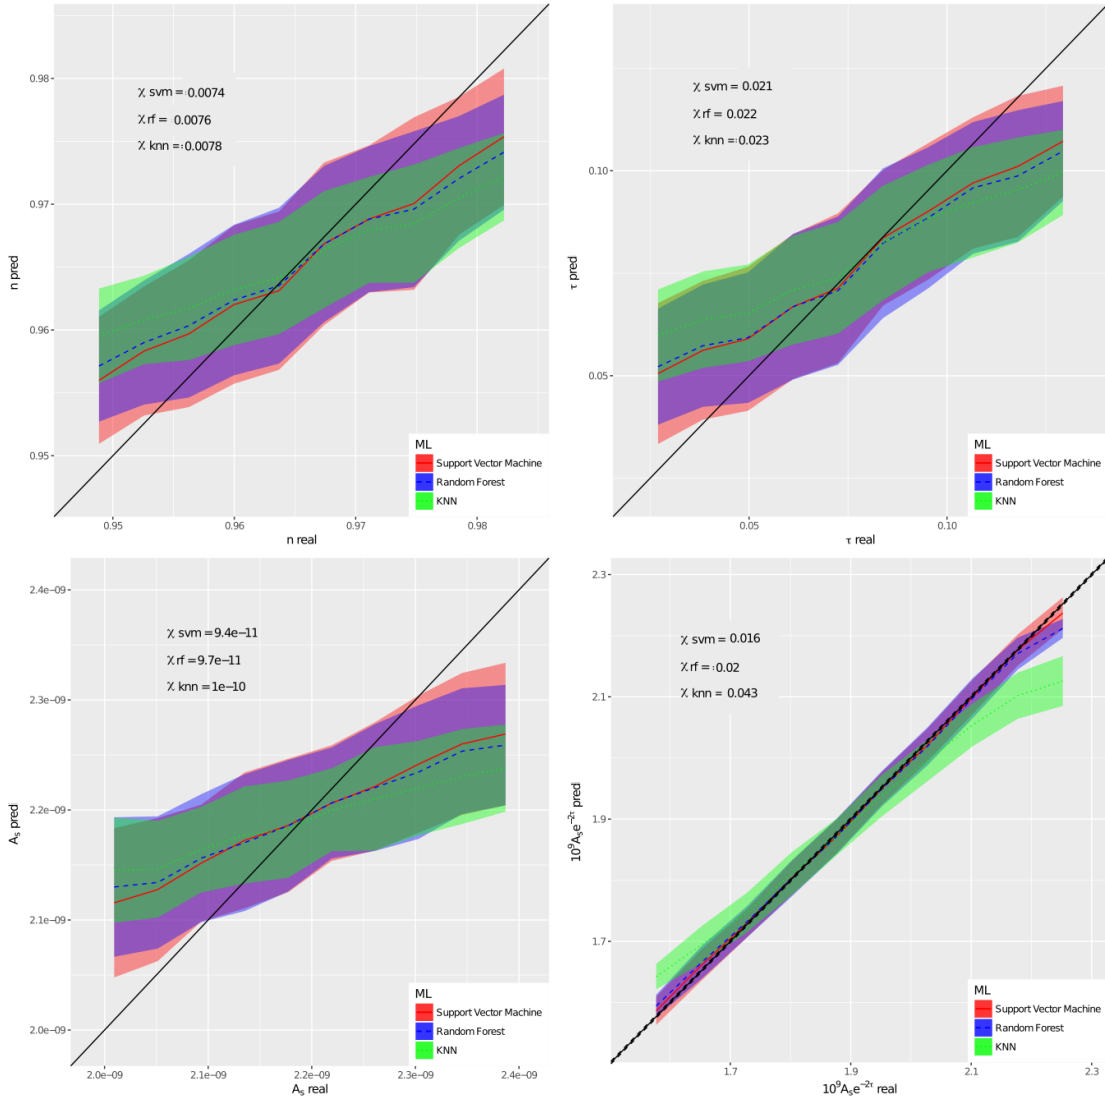 0.98
0.97
0.96
0.95
n pred
χ svm = 0.0074
χ rf = 0.0076
χ knn = 0.0078
ML
Support Vector Machine
Random Forest
KNN
0.95 0.96 0.97 0.98
n real
0.10
0.05
τ pred
χ svm = 0.021
χ rf = 0.022
χ knn = 0.023
ML
Support Vector Machine
Random Forest
KNN
0.05 0.10
τ real
2.4e−09
2.3e−09
2.2e−09
2.1e−09
2.0e−09
Aₛ pred
χ svm = 9.4e−11
χ rf = 9.7e−11
χ knn = 1e−10
ML
Support Vector Machine
Random Forest
KNN
2.0e−09 2.1e−09 2.2e−09 2.3e−09 2.4e−09
Aₛ real
2.3
2.1
1.9
1.7
10⁹Aₛe⁻²ᵗ pred
χ svm = 0.016
χ rf = 0.02
χ knn = 0.043
ML
Support Vector Machine
Random Forest
KNN
1.7 1.9 2.1 2.3
10⁹Aₛe⁻²ᵗ real